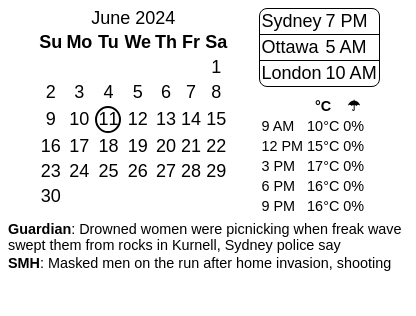 June 2024
Su Mo Tu We Th Fr Sa
1
2 3 4 5 6 7 8
9 10 11 12 13 14 15
16 17 18 19 20 21 22
23 24 25 26 27 28 29
30
Sydney 7 PM
Ottawa 5 AM
London 10 AM
°C ☂
9 AM 10°C 0%
12 PM 15°C 0%
3 PM 17°C 0%
6 PM 16°C 0%
9 PM 16°C 0%
Guardian: Drowned women were picnicking when freak wave
swept them from rocks in Kurnell, Sydney police say
SMH: Masked men on the run after home invasion, shooting